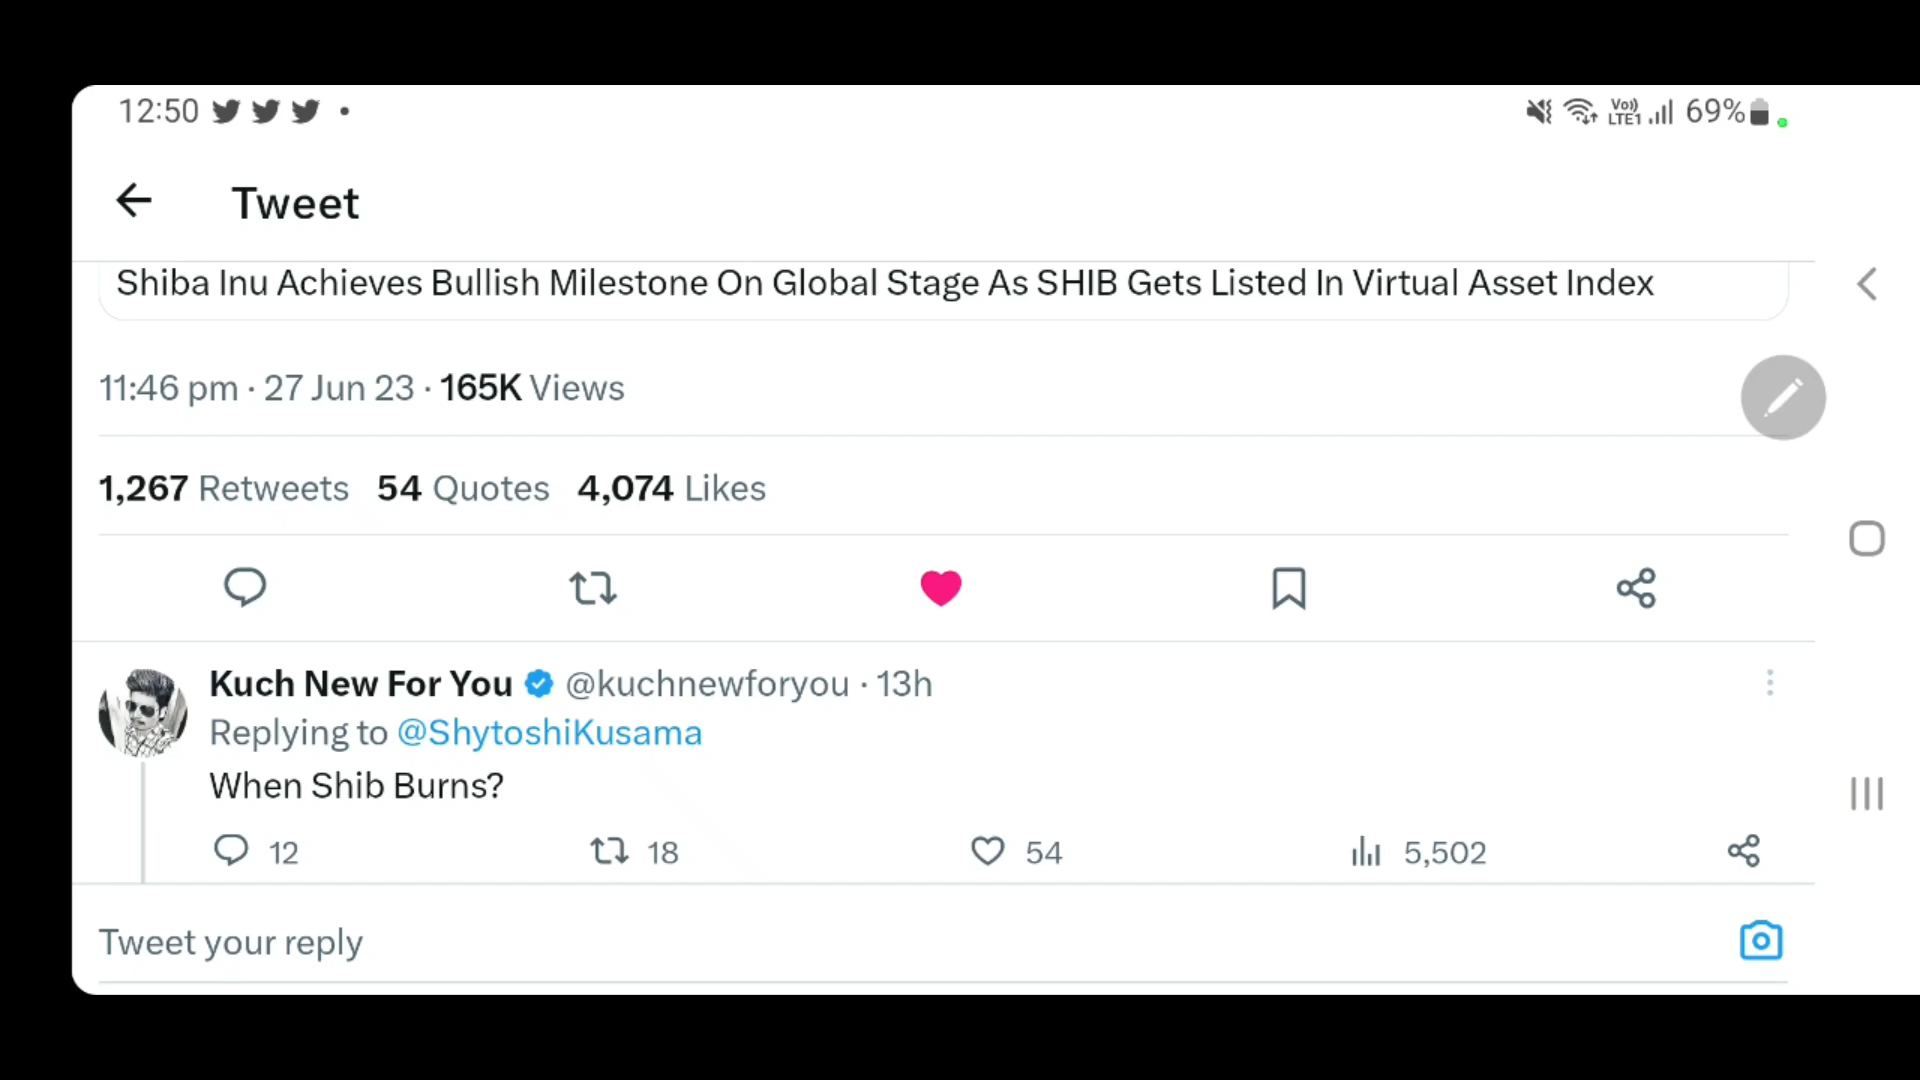 12:50
Vo)) LTE1 69%
Tweet
Shiba Inu Achieves Bullish Milestone On Global Stage As SHIB Gets Listed In Virtual Asset Index
11:46 pm · 27 Jun 23 · 165K Views
1,267 Retweets 54 Quotes 4,074 Likes
Kuch New For You @kuchnewforyou · 13h
Replying to @ShytoshiKusama
When Shib Burns?
12 18 54 5,502
Tweet your reply